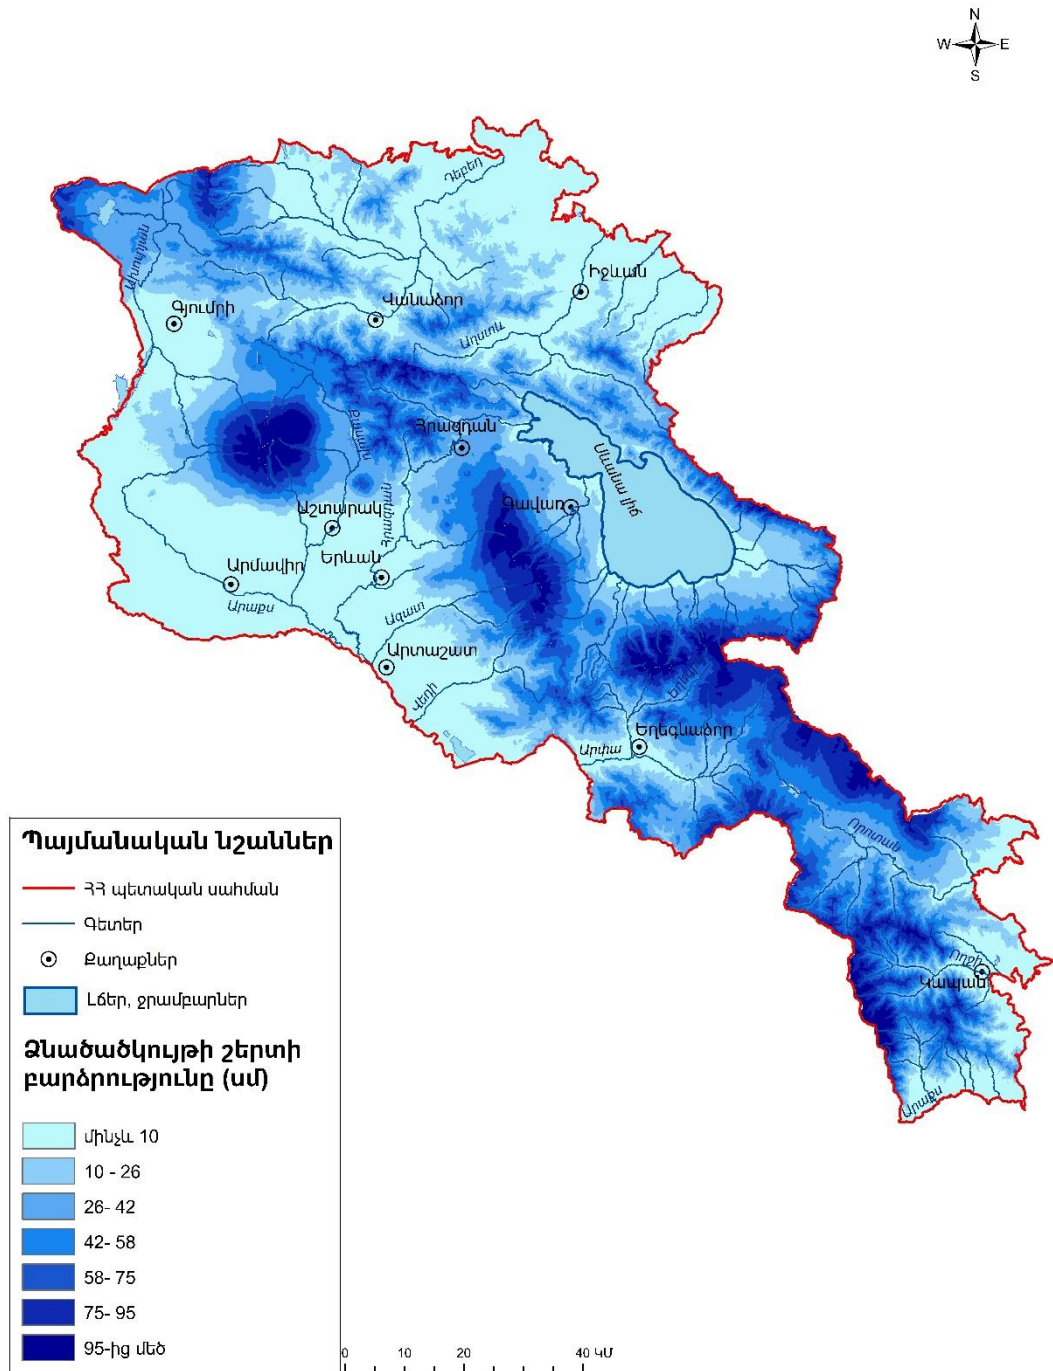 N
W E
S
Դեբեդ
Ախուրյան
Իջևան
Վանաձոր
Գյումրի
Աղստև
Քասախ
Հրազդան
Սևանա լիճ
Հրազդան
Գավառ
Աշտարակ
Երևան
Արմավիր
Արաքս
Ազատ
Արտաշատ
Վեդի
Եղեգիս
Եղեգնաձոր
Արփա
Որոտան
Ողջի
Կապան
Արաքս
Պայմանական նշաններ
ՀՀ պետական սահման
Գետեր
Քաղաքներ
Լճեր, ջրամբարներ
Ձնածածկույթի շերտի
բարձրությունը (սմ)
մինչև 10
10 - 26
26- 42
42- 58
58- 75
75- 95
95-ից մեծ
0 10 20 40 ԿՄ